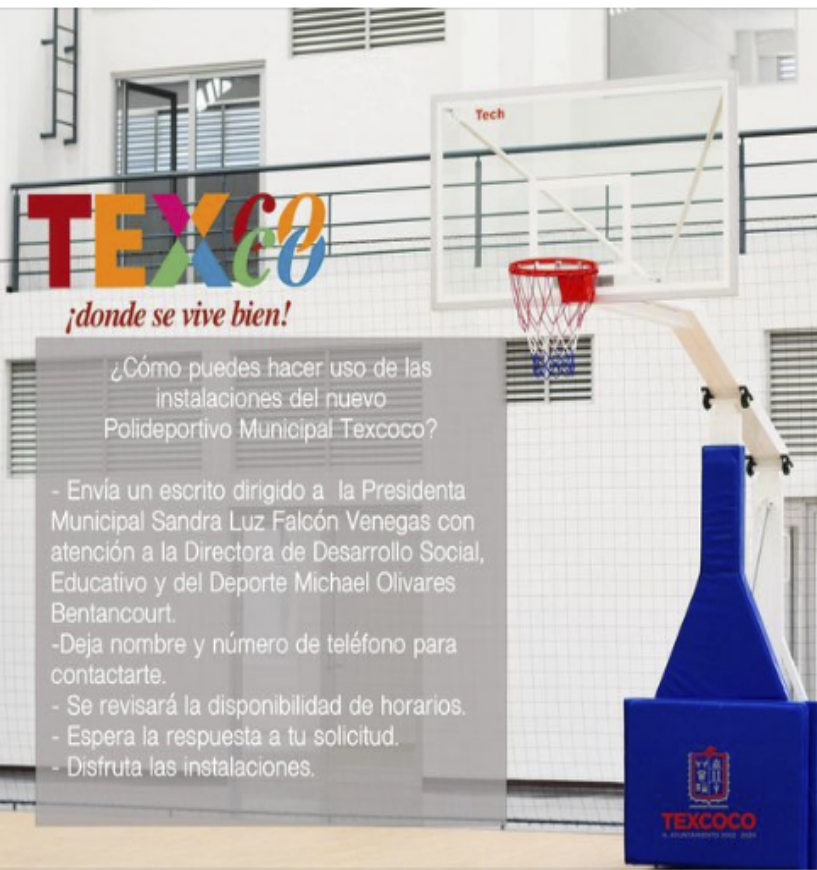 Tech
TEXCOCO
¡donde se vive bien!
¿Cómo puedes hacer uso de las
instalaciones del nuevo
Polideportivo Municipal Texcoco?
- Envía un escrito dirigido a la Presidenta
Municipal Sandra Luz Falcón Venegas con
atención a la Directora de Desarrollo Social,
Educativo y del Deporte Michael Olivares
Bentancourt.
-Deja nombre y número de teléfono para
contactarte.
- Se revisará la disponibilidad de horarios.
- Espera la respuesta a tu solicitud.
- Disfruta las instalaciones.
TEXCOCO
H. AYUNTAMIENTO